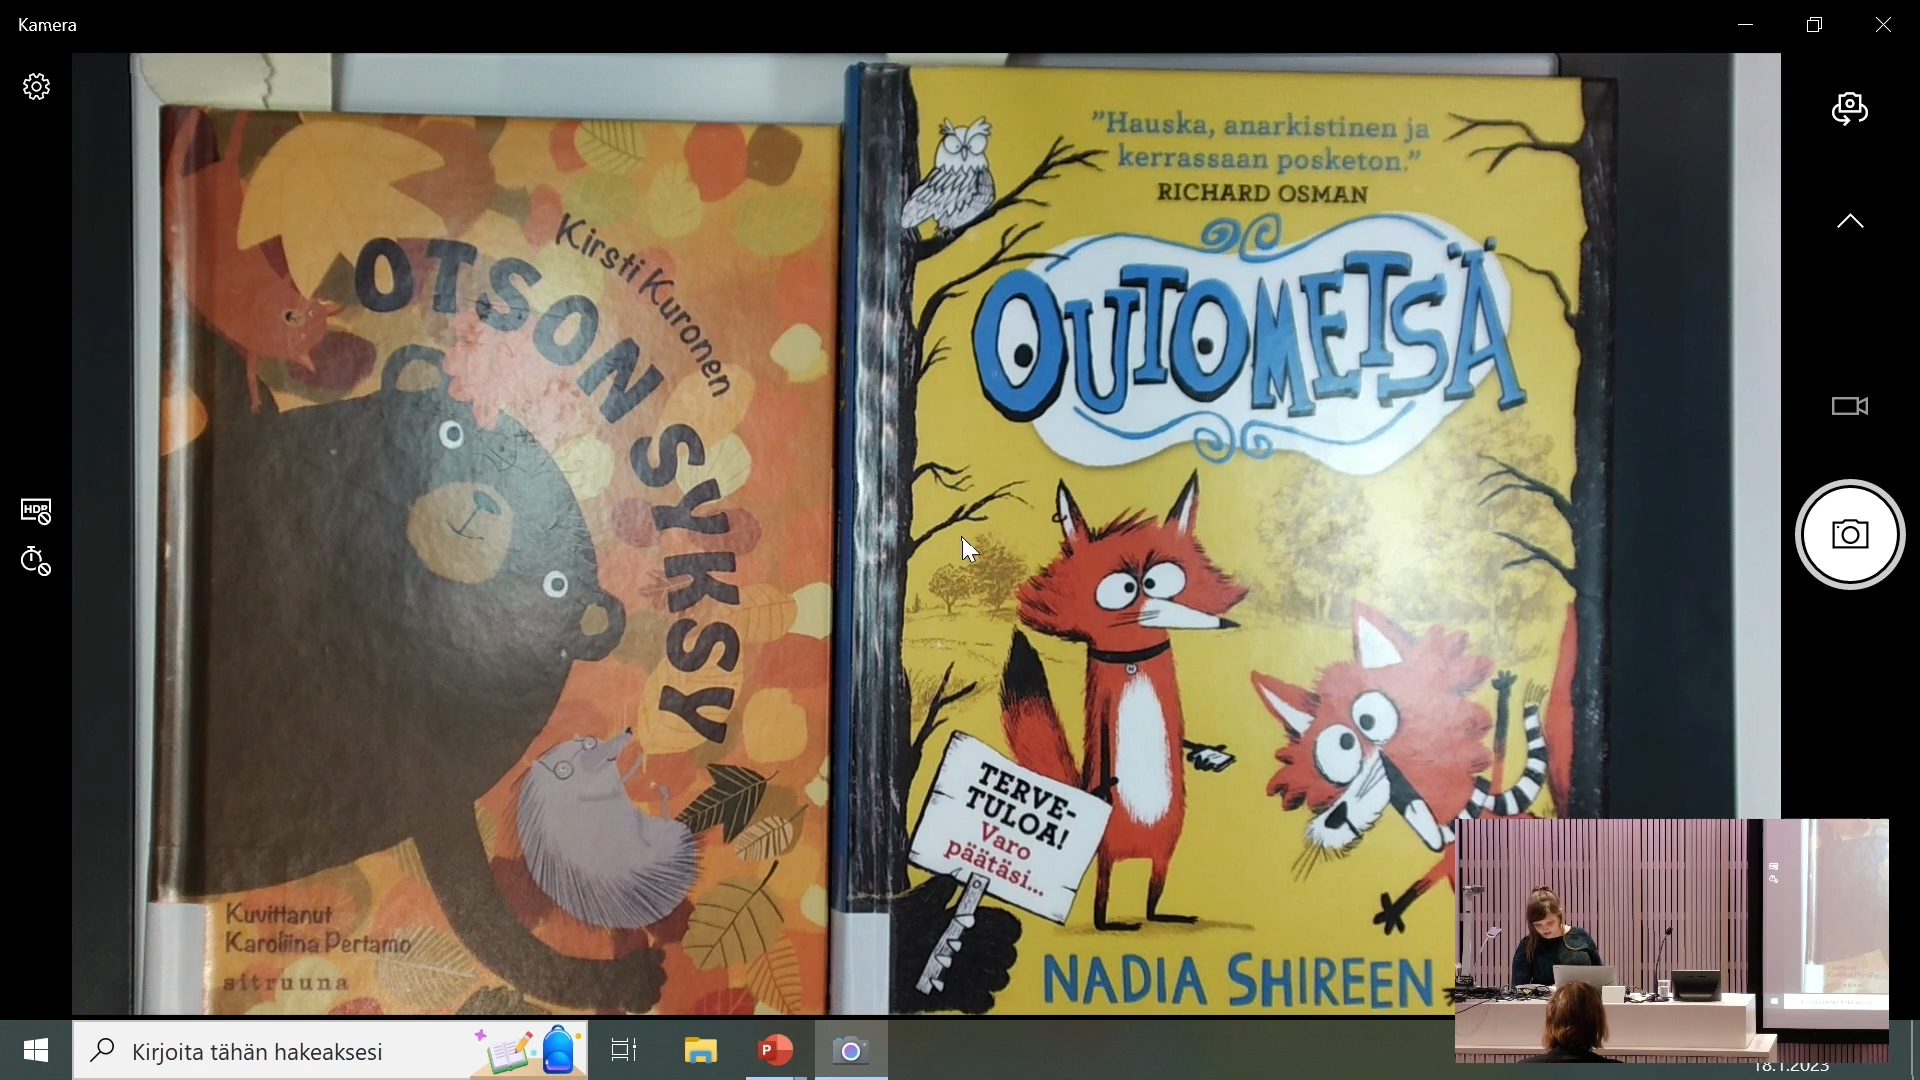 Kamera
OTSON SYKSY
Kirsti Kuronen
Kuvittanut
Karoliina Pertamo
sitruuna
”Hauska, anarkistinen ja
kerrassaan posketon.”
RICHARD OSMAN
OUTOMETSÄ
TERVE-
TULOA!
Varo
päätäsi...
NADIA SHIREEN
HDR
Kirjoita tähän hakeaksesi
P
18.1.2023